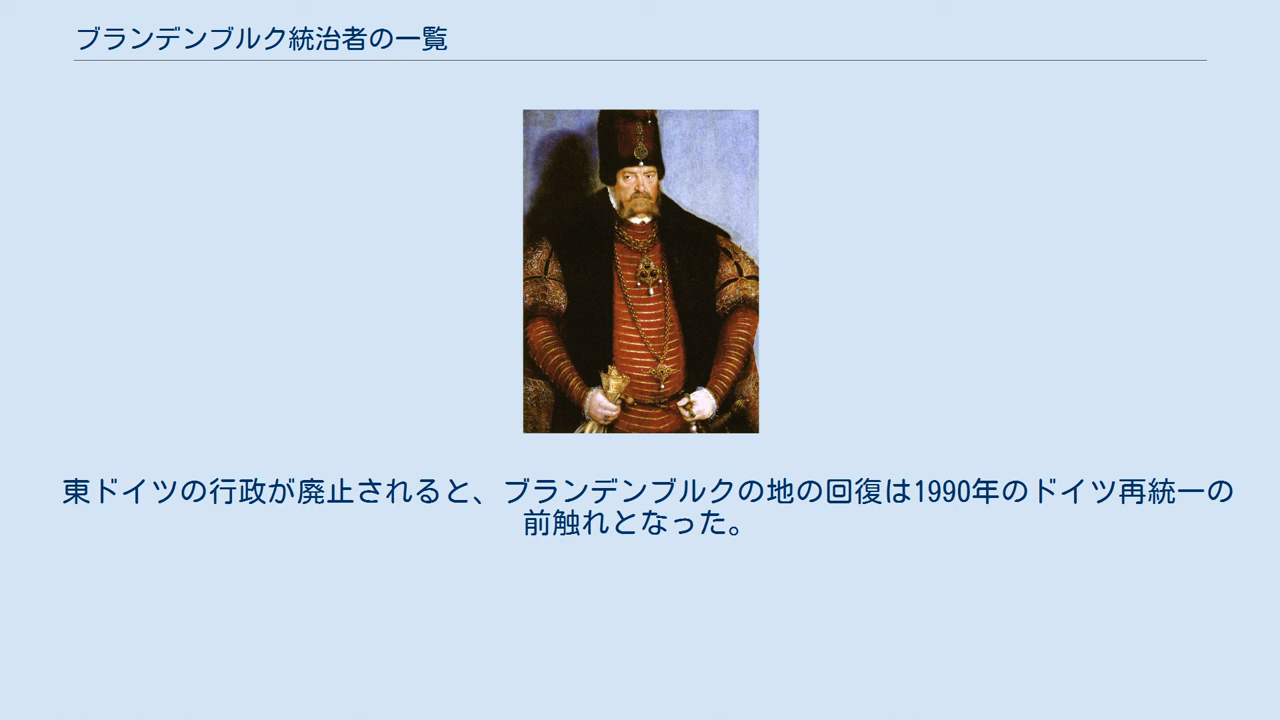 ブランデンブルク統治者の一覧
東ドイツの行政が廃止されると、ブランデンブルクの地の回復は1990年のドイツ再統一の
前触れとなった。